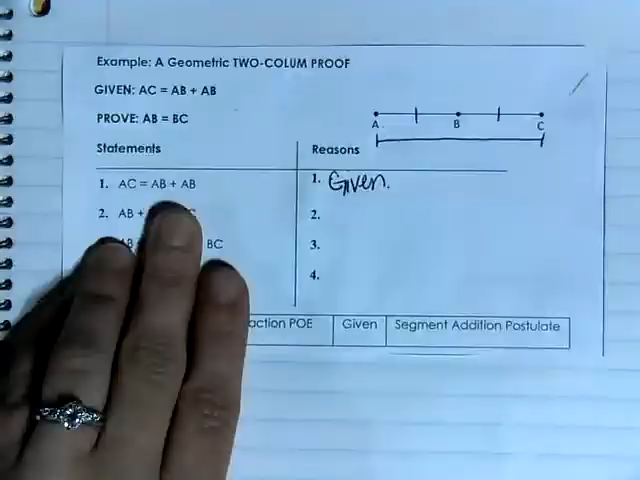 Example: A Geometric TWO-COLUM PROOF
GIVEN: AC = AB + AB
PROVE: AB = BC
A B C
Statements Reasons
1. AC = AB + AB 1. Given.
2. AB + 2.
BC 3.
4.
action POE Given Segment Addition Postulate